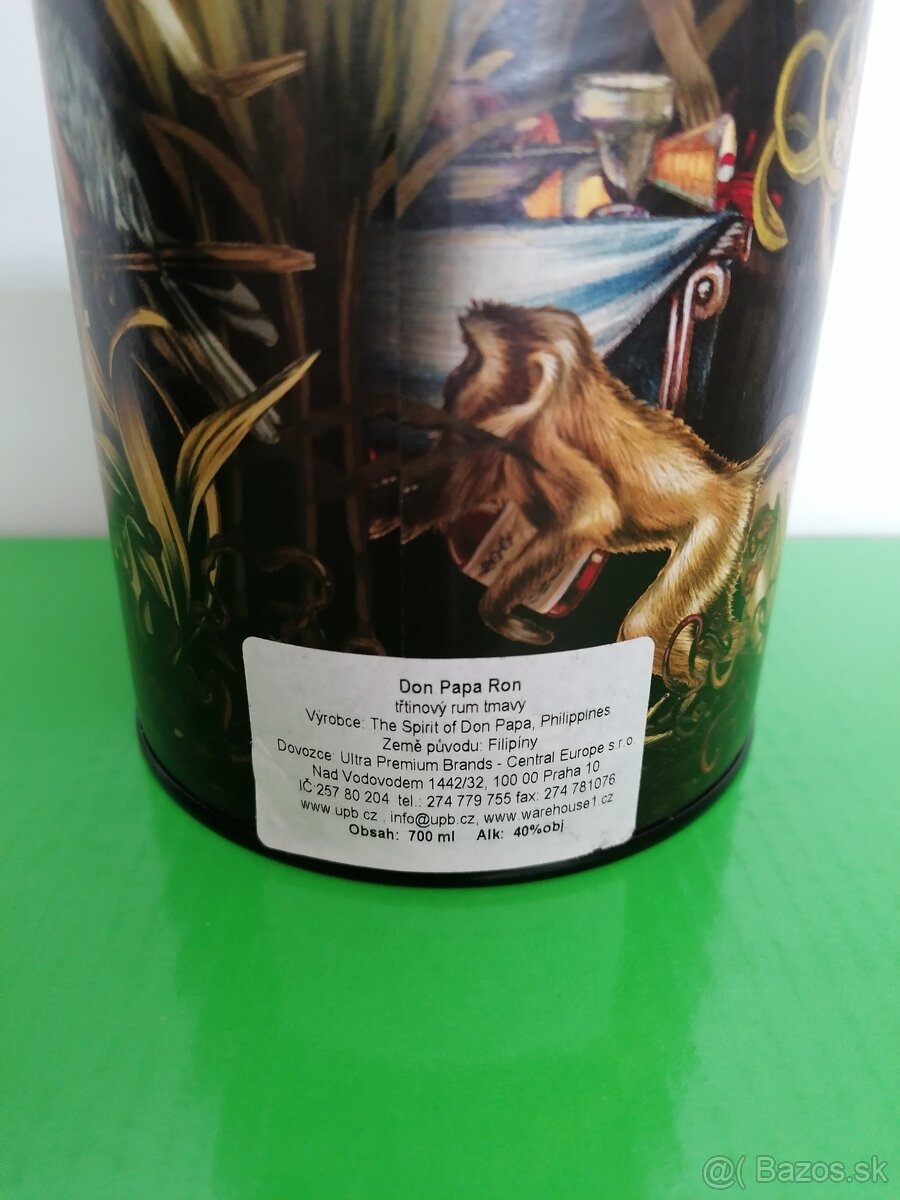 Don Papa Ron
třtinový rum tmavy
Výrobce: The Spirit of Don Papa, Philippines
Země původu: Filipíny
Dovozce: Ultra Premium Brands - Central Europe s.r.o
Nad Vodovodem 1442/32, 100 00 Praha 10
IČ 257 80 204 tel.: 274 779 755 fax: 274 781076
www.upb.cz , info@upb.cz, www.warehouse1.cz
Obsah: 700 ml Alk: 40%obj
@( Bazos.sk